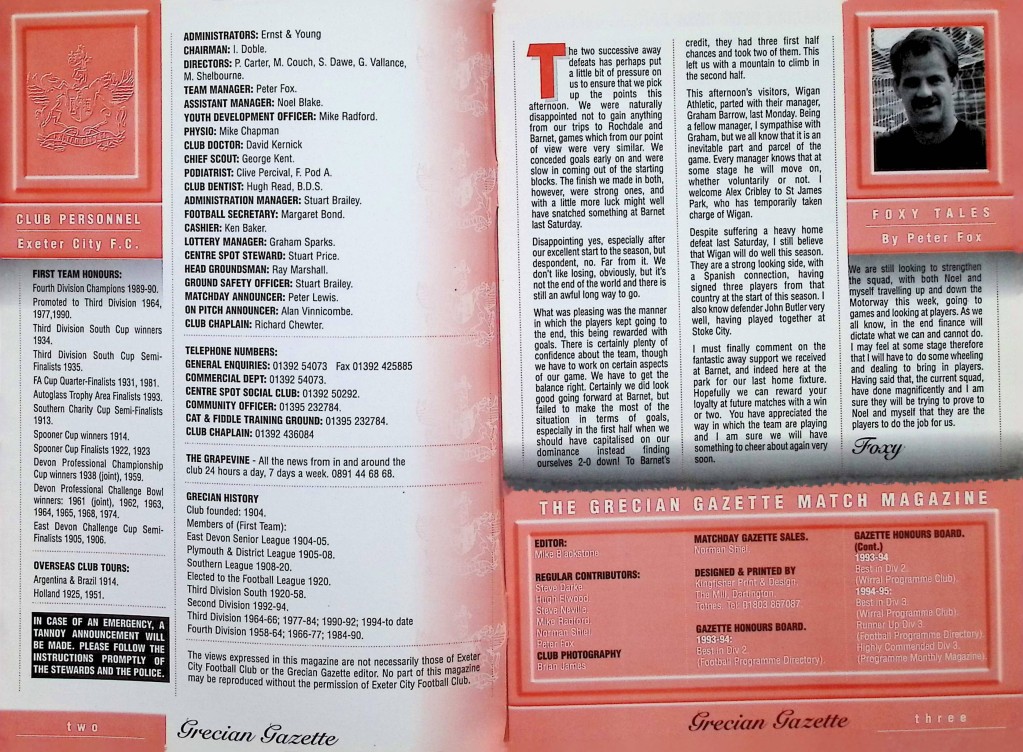 CLUB PERSONNEL
Exeter City F.C.
FIRST TEAM HONOURS:
Fourth Division Champions 1989-90.
Promoted to Third Division 1964,
1977,1990.
Third Division South Cup winners
1934.
Third Division South Cup Semi-
Finalists 1935.
FA Cup Quarter-Finalists 1931, 1981.
Autoglass Trophy Area Finalists 1993.
Southern Charity Cup Semi-Finalists
1913.
Spooner Cup winners 1914.
Spooner Cup Finalists 1922, 1923
Devon Professional Championship
Cup winners 1938 (joint), 1959.
Devon Professional Challenge Bowl
winners: 1961 (joint), 1962, 1963,
1964, 1965, 1968, 1974.
East Devon Challenge Cup Semi-
Finalists 1905, 1906.
OVERSEAS CLUB TOURS:
Argentina & Brazil 1914.
Holland 1925, 1951.
IN CASE OF AN EMERGENCY, A
TANNOY ANNOUNCEMENT WILL
BE MADE. PLEASE FOLLOW THE
INSTRUCTIONS PROMPTLY OF
THE STEWARDS AND THE POLICE.
two
ADMINISTRATORS: Ernst & Young
CHAIRMAN: I. Doble.
DIRECTORS: P. Carter, M. Couch, S. Dawe, G. Vallance,
M. Shelbourne.
TEAM MANAGER: Peter Fox.
ASSISTANT MANAGER: Noel Blake.
YOUTH DEVELOPMENT OFFICER: Mike Radford.
PHYSIO: Mike Chapman
CLUB DOCTOR: David Kernick
CHIEF SCOUT: George Kent.
PODIATRIST: Clive Percival, F. Pod A.
CLUB DENTIST: Hugh Read, B.D.S.
ADMINISTRATION MANAGER: Stuart Brailey.
FOOTBALL SECRETARY: Margaret Bond.
CASHIER: Ken Baker.
LOTTERY MANAGER: Graham Sparks.
CENTRE SPOT STEWARD: Stuart Price.
HEAD GROUNDSMAN: Ray Marshall.
GROUND SAFETY OFFICER: Stuart Brailey.
MATCHDAY ANNOUNCER: Peter Lewis.
ON PITCH ANNOUNCER: Alan Vinnicombe.
CLUB CHAPLAIN: Richard Chewter.
TELEPHONE NUMBERS:
GENERAL ENQUIRIES: 01392 54073 Fax 01392 425885
COMMERCIAL DEPT: 01392 54073.
CENTRE SPOT SOCIAL CLUB: 01392 50292.
COMMUNITY OFFICER: 01395 232784.
CAT & FIDDLE TRAINING GROUND: 01395 232784.
CLUB CHAPLAIN: 01392 436084
THE GRAPEVINE - All the news from in and around the
club 24 hours a day, 7 days a week. 0891 44 68 68.
GRECIAN HISTORY
Club founded: 1904.
Members of (First Team):
East Devon Senior League 1904-05.
Plymouth & District League 1905-08.
Southern League 1908-20.
Elected to the Football League 1920.
Third Division South 1920-58.
Second Division 1992-94.
Third Division 1964-66; 1977-84; 1990-92; 1994-to date
Fourth Division 1958-64; 1966-77; 1984-90.
The views expressed in this magazine are not necessarily those of Exeter
City Football Club or the Grecian Gazette editor. No part of this magazine
may be reproduced without the permission of Exeter City Football Club.
Grecian Gazette
The two successive away
defeats has perhaps put
a little bit of pressure on
us to ensure that we pick
up the points this
afternoon. We were naturally
disappointed not to gain anything
from our trips to Rochdale and
Barnet, games which from our point
of view were very similar. We
conceded goals early on and were
slow in coming out of the starting
blocks. The finish we made in both,
however, were strong ones, and
with a little more luck might well
have snatched something at Barnet
last Saturday.
Disappointing yes, especially after
our excellent start to the season, but
despondent, no. Far from it. We
don't like losing, obviously, but it's
not the end of the world and there is
still an awful long way to go.
What was pleasing was the manner
in which the players kept going to
the end, this being rewarded with
goals. There is certainly plenty of
confidence about the team, though
we have to work on certain aspects
of our game. We have to get the
balance right. Certainly we did look
good going forward at Barnet, but
failed to make the most of the
situation in terms of goals,
especially in the first half when we
should have capitalised on our
dominance instead finding
ourselves 2-0 down! To Barnet's
credit, they had three first half
chances and took two of them. This
left us with a mountain to climb in
the second half.
This afternoon's visitors, Wigan
Athletic, parted with their manager,
Graham Barrow, last Monday. Being
a fellow manager, I sympathise with
Graham, but we all know that it is an
inevitable part and parcel of the
game. Every manager knows that at
some stage he will move on,
whether voluntarily or not. I
welcome Alex Cribley to St James
Park, who has temporarily taken
charge of Wigan.
Despite suffering a heavy home
defeat last Saturday, I still believe
that Wigan will do well this season.
They are a strong looking side, with
a Spanish connection, having
signed three players from that
country at the start of this season. I
also know defender John Butler very
well, having played together at
Stoke City.
I must finally comment on the
fantastic away support we received
at Barnet, and indeed here at the
park for our last home fixture.
Hopefully we can reward your
loyalty at future matches with a win
or two. You have appreciated the
way in which the team are playing
and I am sure we will have
something to cheer about again very
soon.
FOXY TALES
By Peter Fox
We are still looking to strengthen
the squad, with both Noel and
myself travelling up and down the
Motorway this week, going to
games and looking at players. As we
all know, in the end finance will
dictate what we can and cannot do.
I may feel at some stage therefore
that I will have to do some wheeling
and dealing to bring in players.
Having said that, the current squad,
have done magnificently and I am
sure they will be trying to prove to
Noel and myself that they are the
players to do the job for us.
Foxy
THE GRECIAN GAZETTE MATCH MAGAZINE
EDITOR:
Mike Blackstone
REGULAR CONTRIBUTORS:
Steve Darke,
Hugh Elwood,
Steve Neville,
Mike Radford,
Norman Shiel,
Peter Fox
CLUB PHOTOGRAPHY
Brian James
MATCHDAY GAZETTE SALES.
Norman Shiel.
DESIGNED & PRINTED BY
Kingfisher Print & Design,
The Mill, Dartington,
Totnes. Tel: 01803 867087.
GAZETTE HONOURS BOARD.
1993-94:
Best in Div 2.
(Football Programme Directory).
GAZETTE HONOURS BOARD.
(Cont.)
1993-94
Best in Div 2.
(Wirral Programme Club).
1994-95:
Best in Div 3.
(Wirral Programme Club).
Runner Up Div 3.
(Football Programme Directory).
Highly Commended Div 3.
(Programme Monthly Magazine)
Grecian Gazette
three